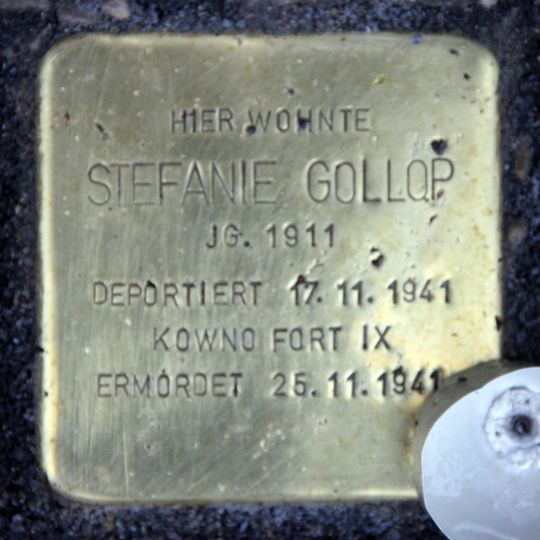 HIER WOHNTE
STEFANIE GOLLOP
JG. 1911
DEPORTIERT 17.11.1941
KOWNO FORT IX
ERMORDET 25.11.1941